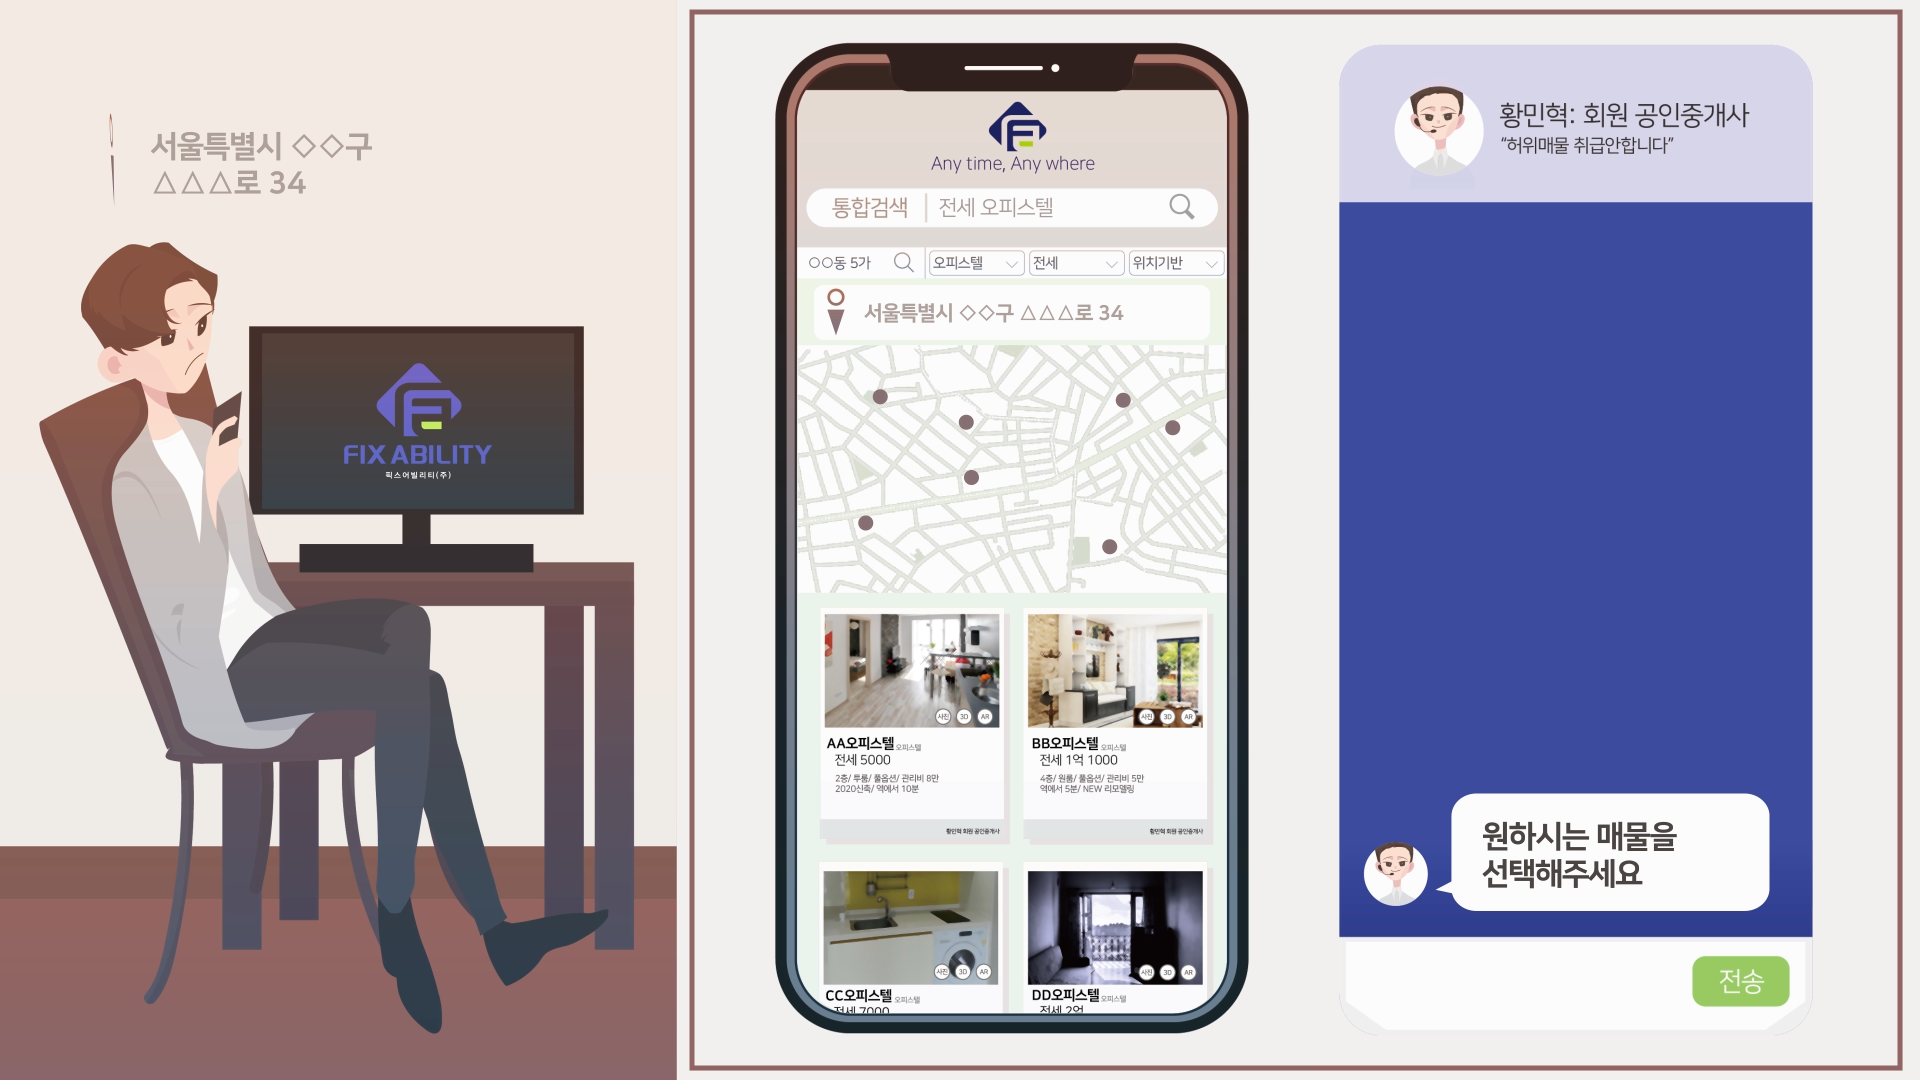 서울특별시 ◇◇구
△△△로 34
FIX ABILITY
픽스어빌리티(주)
Any time, Any where
통합검색 전세 오피스텔
○○동 5가 오피스텔 전세 위치기반
서울특별시 ◇◇구 △△△로 34
사진 3D AR
AA오피스텔 오피스텔
전세 5000
2층/ 투룸/ 풀옵션/ 관리비 8만
2020신축/ 역에서 10분
황민혁 회원 공인중개사
사진 3D AR
BB오피스텔 오피스텔
전세 1억 1000
4층/ 원룸/ 풀옵션/ 관리비 5만
역에서 5분/ NEW 리모델링
황민혁 회원 공인중개사
사진 3D AR
CC오피스텔 오피스텔
전세 7000
사진 3D AR
DD오피스텔 오피스텔
전세 2억
황민혁: 회원 공인중개사
"허위매물 취급안합니다"
원하시는 매물을
선택해주세요
전송